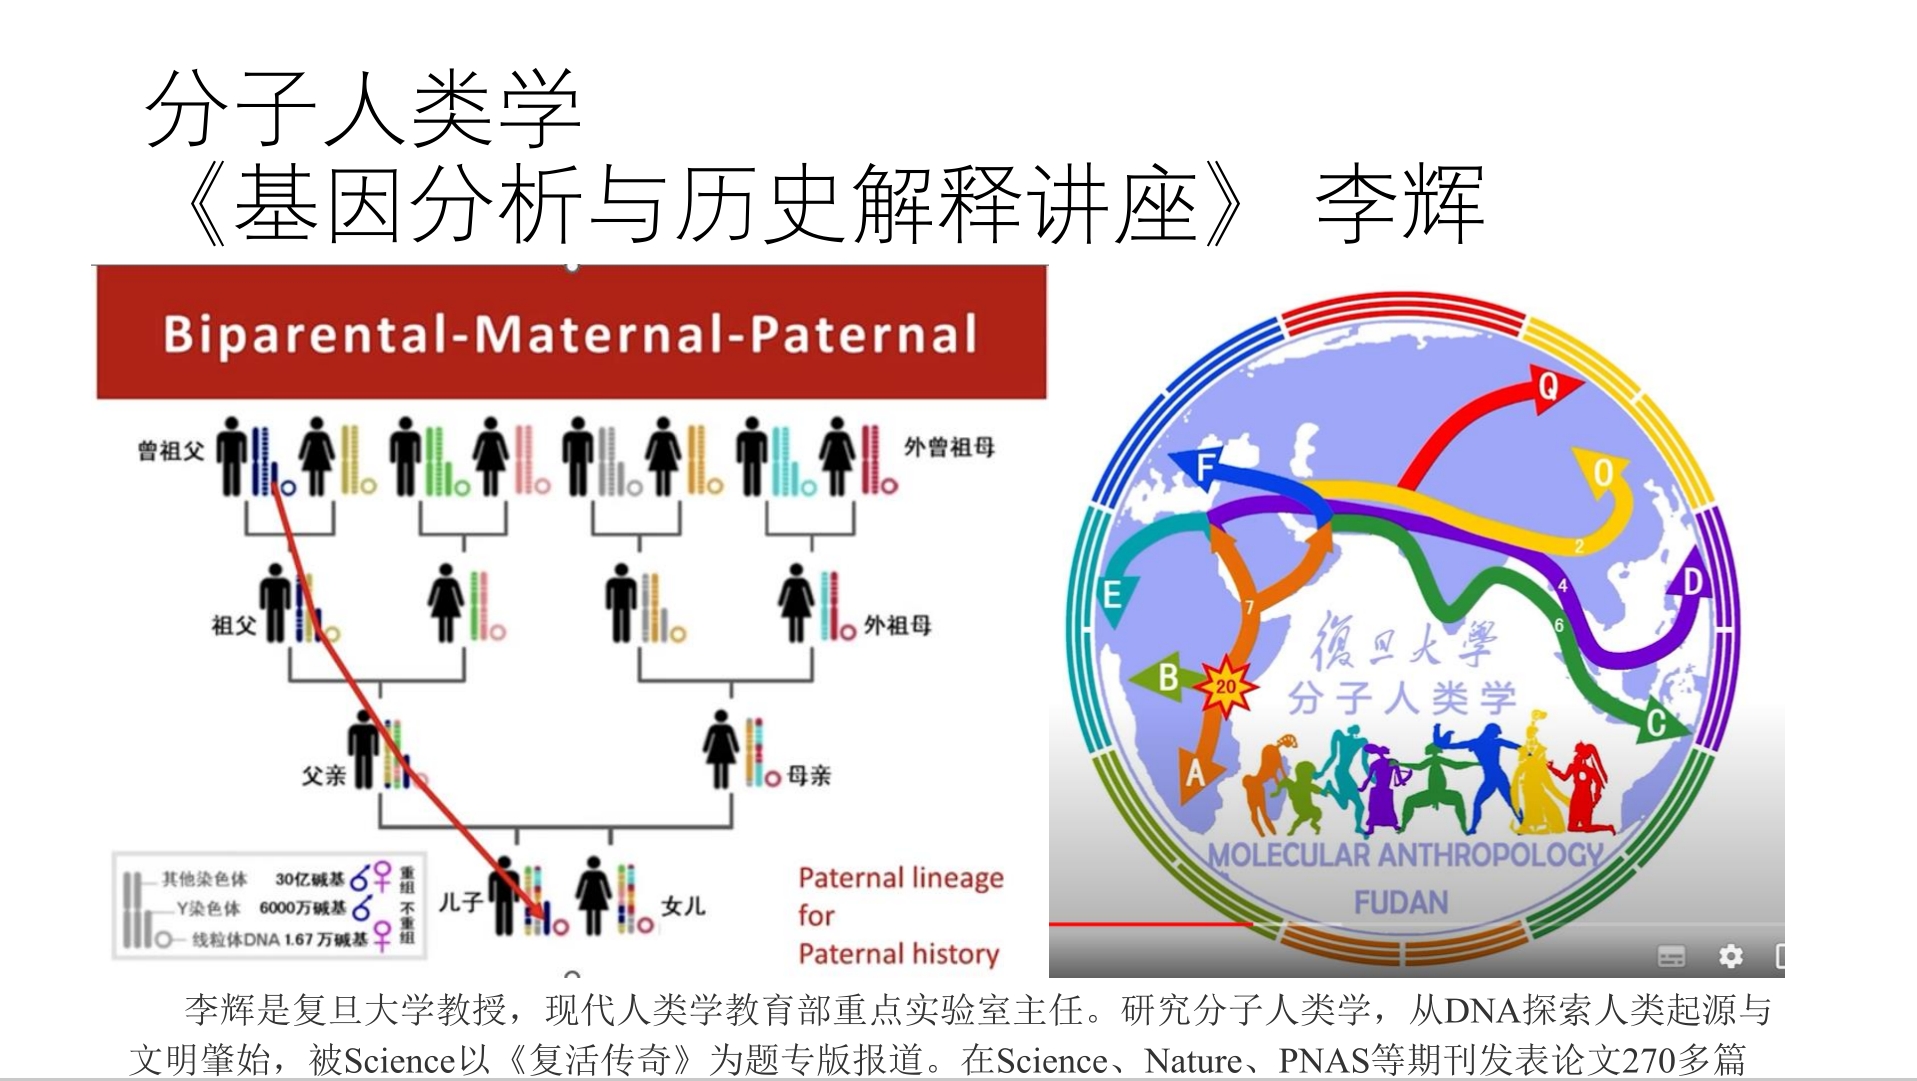 分子人类学
《基因分析与历史解释讲座》 李辉
Biparental-Maternal-Paternal
曾祖父
外曾祖母
祖父
外祖母
父亲
母亲
儿子
女儿
其他染色体 30亿碱基 重组
Y染色体 6000万碱基 不重组
线粒体DNA 1.67万碱基
Paternal lineage
for
Paternal history
Q
F
O
2
E
4
D
7
6
復旦大學
B
20
分子人类学
C
A
MOLECULAR ANTHROPOLOGY
FUDAN
李辉是复旦大学教授，现代人类学教育部重点实验室主任。研究分子人类学，从DNA探索人类起源与
文明肇始，被Science以《复活传奇》为题专版报道。在Science、Nature、PNAS等期刊发表论文270多篇